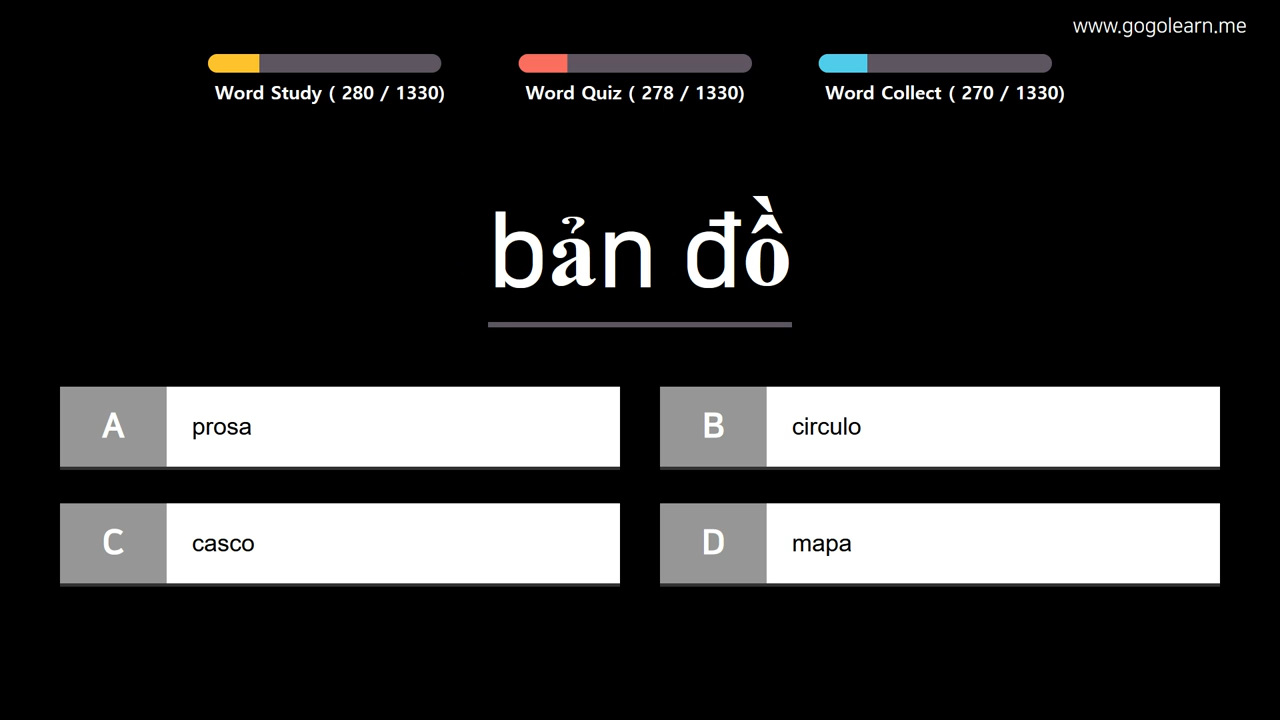 www.gogolearn.me
Word Study ( 280 / 1330)
Word Quiz ( 278 / 1330)
Word Collect ( 270 / 1330)
bản đồ
A prosa
B circulo
C casco
D mapa